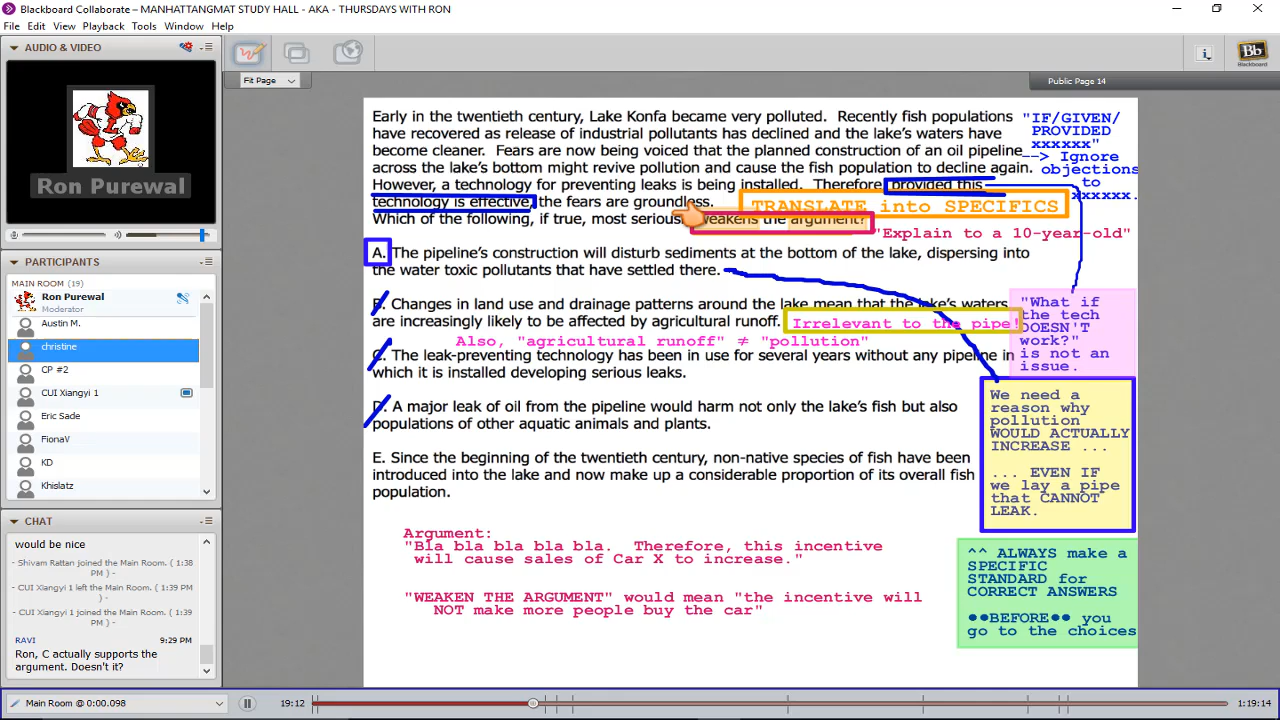 Blackboard Collaborate - MANHATTANGMAT STUDY HALL - AKA - THURSDAYS WITH RON
File Edit View Playback Tools Window Help
AUDIO & VIDEO
Ron Purewal
PARTICIPANTS
MAIN ROOM (19)
Ron Purewal
Moderator
Austin M.
christine
CP #2
CUI Xiangyi 1
Eric Sade
FionaV
KD
Khislatz
CHAT
would be nice
- Shivam Rattan joined the Main Room. ( 1:38
PM ) -
- CUI Xiangyi 1 left the Main Room. ( 1:39
PM ) -
- CUI Xiangyi 1 joined the Main Room. ( 1:39
PM ) -
RAVI 9:29 PM
Ron, C actually supports the
argument. Doesn't it?
Main Room @ 0:00.098
Fit Page
Public Page 14
Bb
Blackboard
Early in the twentieth century, Lake Konfa became very polluted. Recently fish populations
have recovered as release of industrial pollutants has declined and the lake's waters have
become cleaner. Fears are now being voiced that the planned construction of an oil pipeline
across the lake's bottom might revive pollution and cause the fish population to decline again.
However, a technology for preventing leaks is being installed. Therefore provided this
technology is effective, the fears are groundless.
Which of the following, if true, most seriously weakens the argument?
"IF/GIVEN/
PROVIDED
xxxxxx"
--> Ignore
objections
to
xxxxxx.
TRANSLATE into SPECIFICS
"Explain to a 10-year-old"
A. The pipeline's construction will disturb sediments at the bottom of the lake, dispersing into
the water toxic pollutants that have settled there.
B. Changes in land use and drainage patterns around the lake mean that the lake's waters
are increasingly likely to be affected by agricultural runoff.
Irrelevant to the pipe!
Also, "agricultural runoff" ≠ "pollution"
C. The leak-preventing technology has been in use for several years without any pipeline in
which it is installed developing serious leaks.
D. A major leak of oil from the pipeline would harm not only the lake's fish but also
populations of other aquatic animals and plants.
E. Since the beginning of the twentieth century, non-native species of fish have been
introduced into the lake and now make up a considerable proportion of its overall fish
population.
"What if
the tech
DOESN'T
work?"
is not an
issue.
We need a
reason why
pollution
WOULD ACTUALLY
INCREASE ...
... EVEN IF
we lay a pipe
that CANNOT
LEAK.
Argument:
"Bla bla bla bla bla. Therefore, this incentive
will cause sales of Car X to increase."
"WEAKEN THE ARGUMENT" would mean "the incentive will
NOT make more people buy the car"
^^ ALWAYS make a
SPECIFIC
STANDARD for
CORRECT ANSWERS
●●BEFORE●● you
go to the choices
19:12
1:19:14